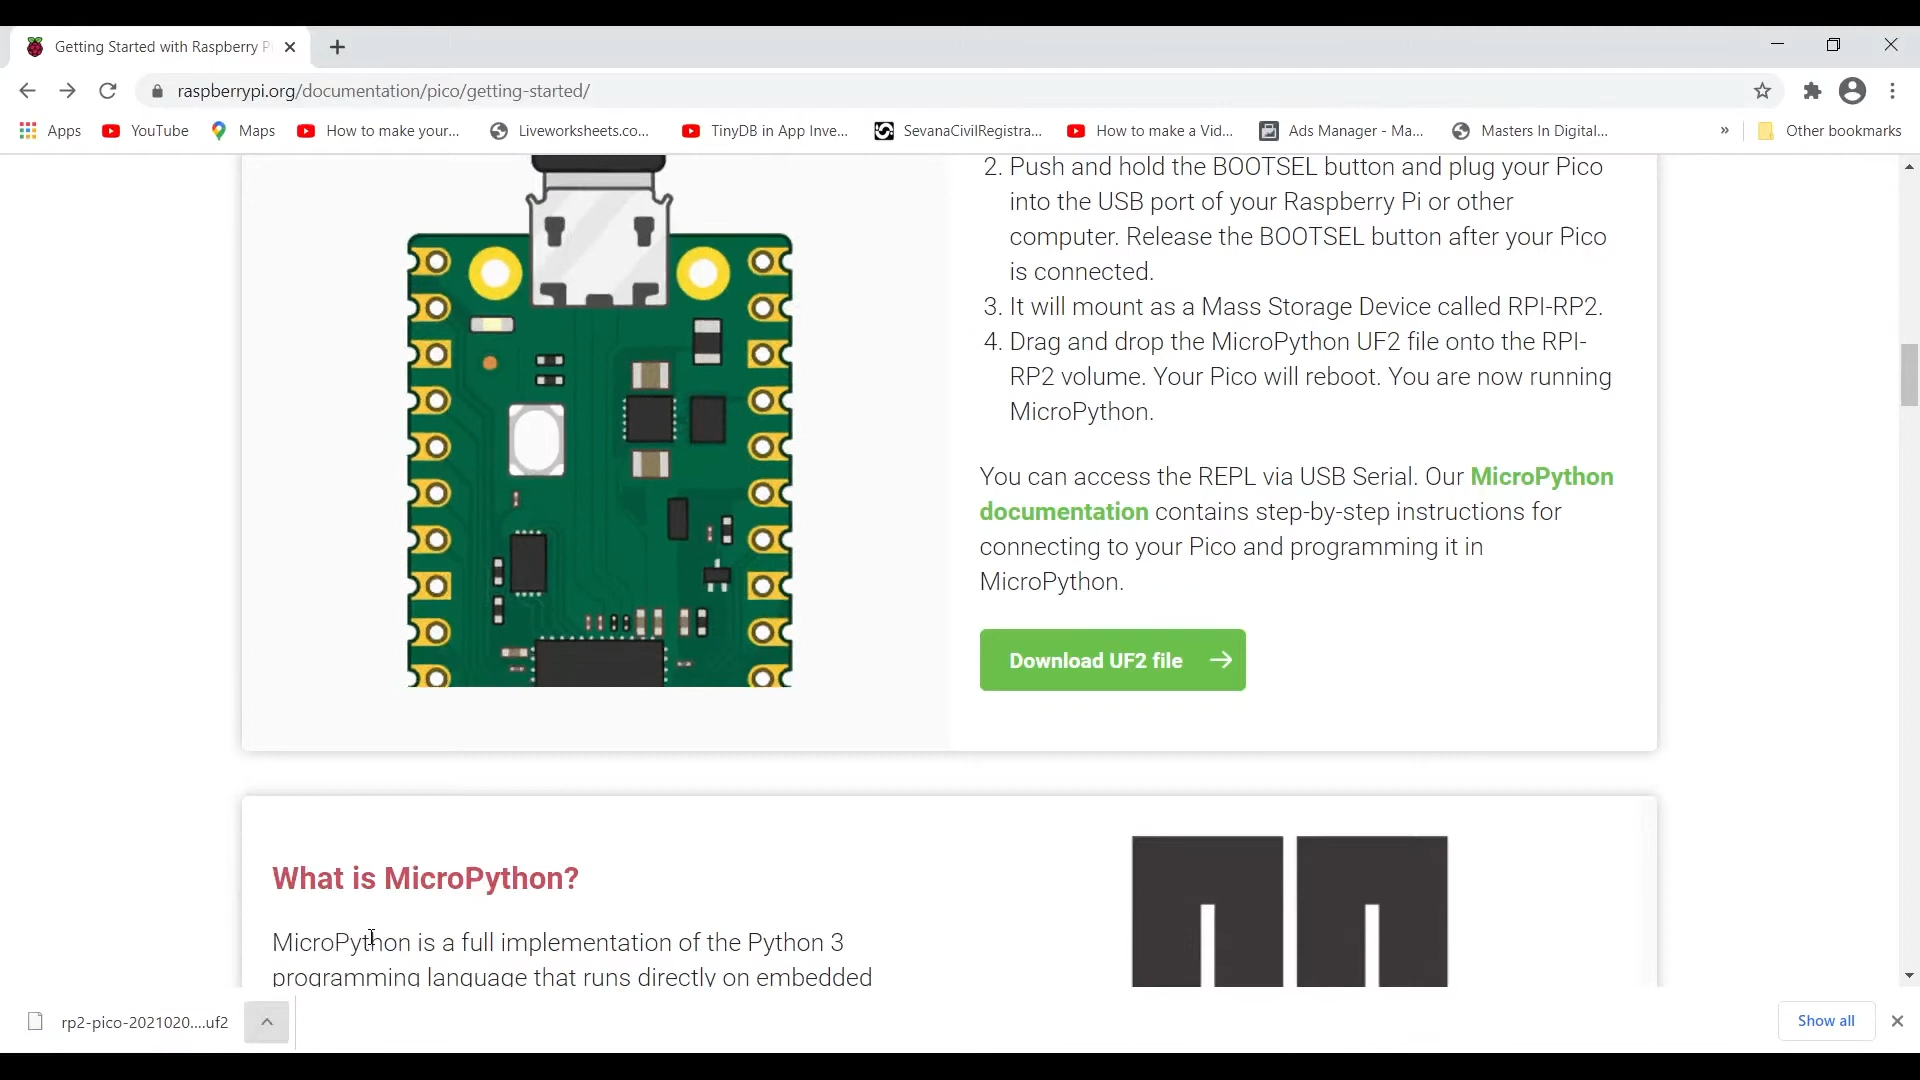 Getting Started with Raspberry P
raspberrypi.org/documentation/pico/getting-started/
Apps
YouTube
Maps
How to make your...
Liveworksheets.co...
TinyDB in App Inve...
SevanaCivilRegistra...
How to make a Vid...
Ads Manager - Ma...
Masters In Digital...
»
Other bookmarks
2. Push and hold the BOOTSEL button and plug your Pico
into the USB port of your Raspberry Pi or other
computer. Release the BOOTSEL button after your Pico
is connected.
3. It will mount as a Mass Storage Device called RPI-RP2.
4. Drag and drop the MicroPython UF2 file onto the RPI-
RP2 volume. Your Pico will reboot. You are now running
MicroPython.
You can access the REPL via USB Serial. Our MicroPython
documentation contains step-by-step instructions for
connecting to your Pico and programming it in
MicroPython.
Download UF2 file
What is MicroPython?
MicroPython is a full implementation of the Python 3
programming language that runs directly on embedded
rp2-pico-2021020....uf2
Show all